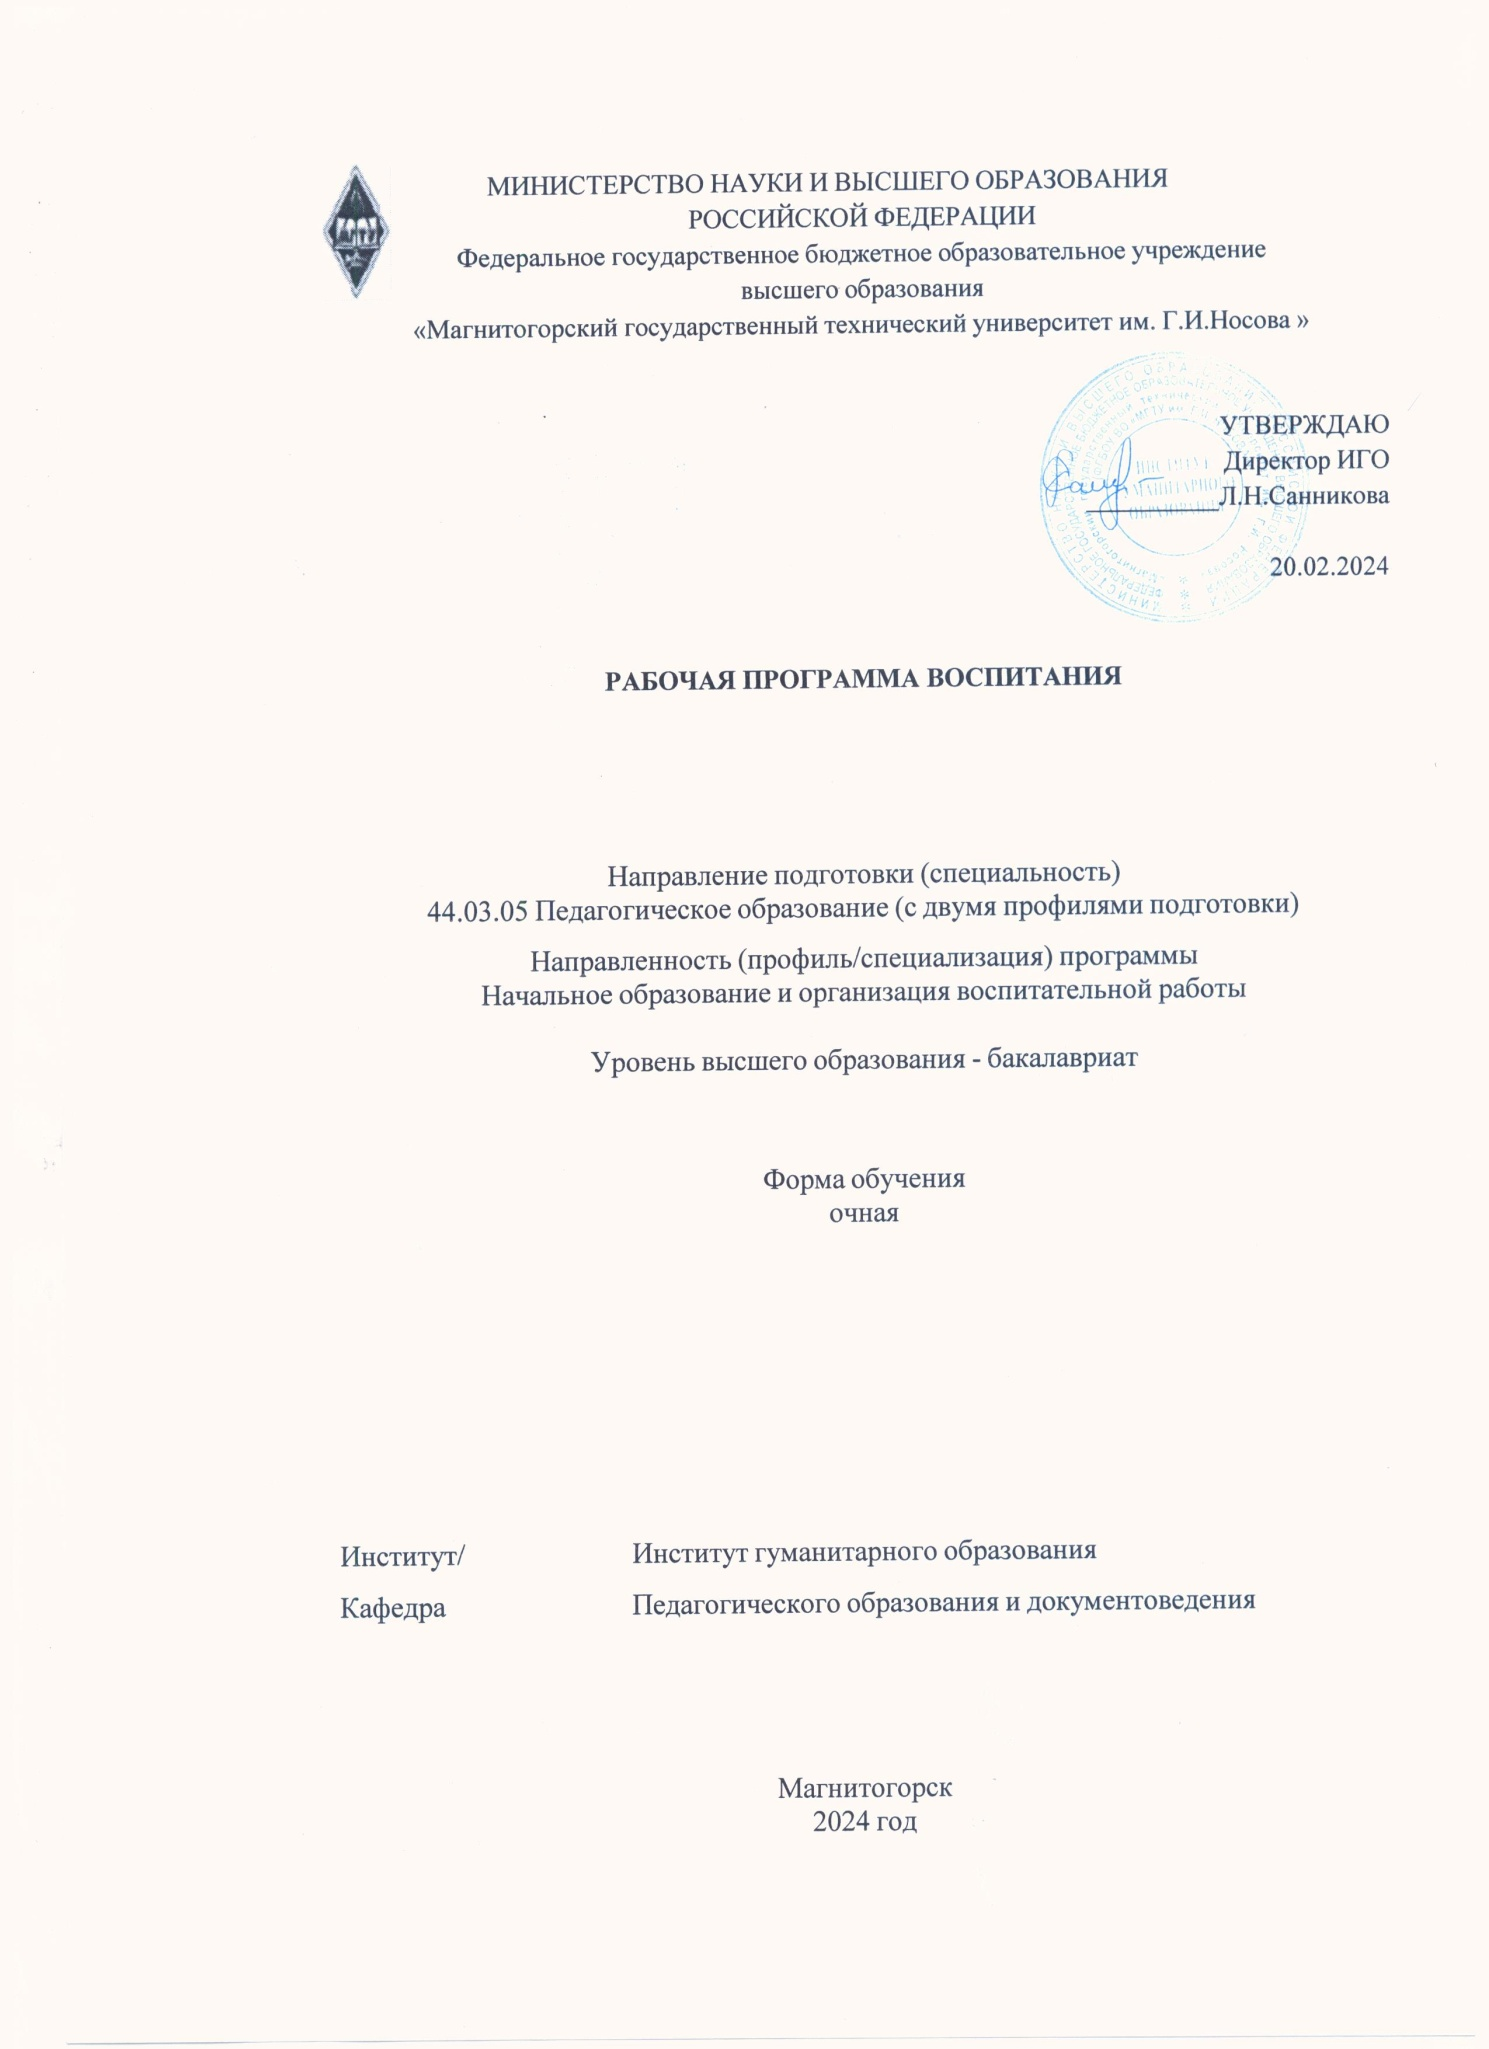 МИНИСТЕРСТВО НАУКИ И ВЫСШЕГО ОБРАЗОВАНИЯ
РОССИЙСКОЙ ФЕДЕРАЦИИ
Федеральное государственное бюджетное образовательное учреждение
высшего образования
«Магнитогорский государственный технический университет им. Г.И.Носова »
УТВЕРЖДАЮ
Директор ИГО
Л.Н.Санникова
20.02.2024
РАБОЧАЯ ПРОГРАММА ВОСПИТАНИЯ
Направление подготовки (специальность)
44.03.05 Педагогическое образование (с двумя профилями подготовки)
Направленность (профиль/специализация) программы
Начальное образование и организация воспитательной работы
Уровень высшего образования - бакалавриат
Форма обучения
очная
Институт/ Институт гуманитарного образования
Кафедра Педагогического образования и документоведения
Магнитогорск
2024 год